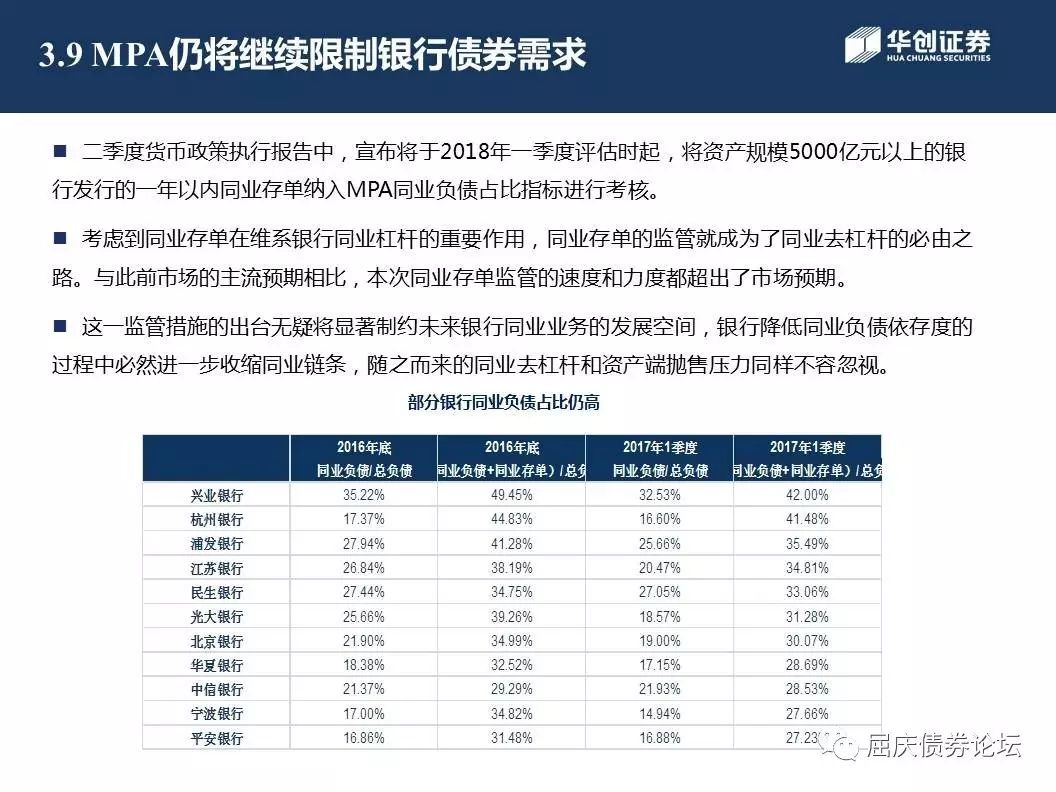 3.9 MPA仍将继续限制银行债券需求
华创证券
HUA CHUANG SECURITIES
■ 二季度货币政策执行报告中，宣布将于2018年一季度评估时起，将资产规模5000亿元以上的银
行发行的一年以内同业存单纳入MPA同业负债占比指标进行考核。
■ 考虑到同业存单在维系银行同业杠杆的重要作用，同业存单的监管就成为了同业去杠杆的必由之
路。与此前市场的主流预期相比，本次同业存单监管的速度和力度都超出了市场预期。
■ 这一监管措施的出台无疑将显著制约未来银行同业业务的发展空间，银行降低同业负债依存度的
过程中必然进一步收缩同业链条，随之而来的同业去杠杆和资产端抛售压力同样不容忽视。
部分银行同业负债占比仍高
2016年底 2016年底 2017年1季度 2017年1季度
同业负债/总负债 同业负债+同业存单）/总负 同业负债/总负债 同业负债+同业存单）/总负
兴业银行 35.22% 49.45% 32.53% 42.00%
杭州银行 17.37% 44.83% 16.60% 41.48%
浦发银行 27.94% 41.28% 25.66% 35.49%
江苏银行 26.84% 38.19% 20.47% 34.81%
民生银行 27.44% 34.75% 27.05% 33.06%
光大银行 25.66% 39.26% 18.57% 31.28%
北京银行 21.90% 34.99% 19.00% 30.07%
华夏银行 18.38% 32.52% 17.15% 28.69%
中信银行 21.37% 29.29% 21.93% 28.53%
宁波银行 17.00% 34.82% 14.94% 27.66%
平安银行 16.86% 31.48% 16.88% 27.23
屈庆债券论坛